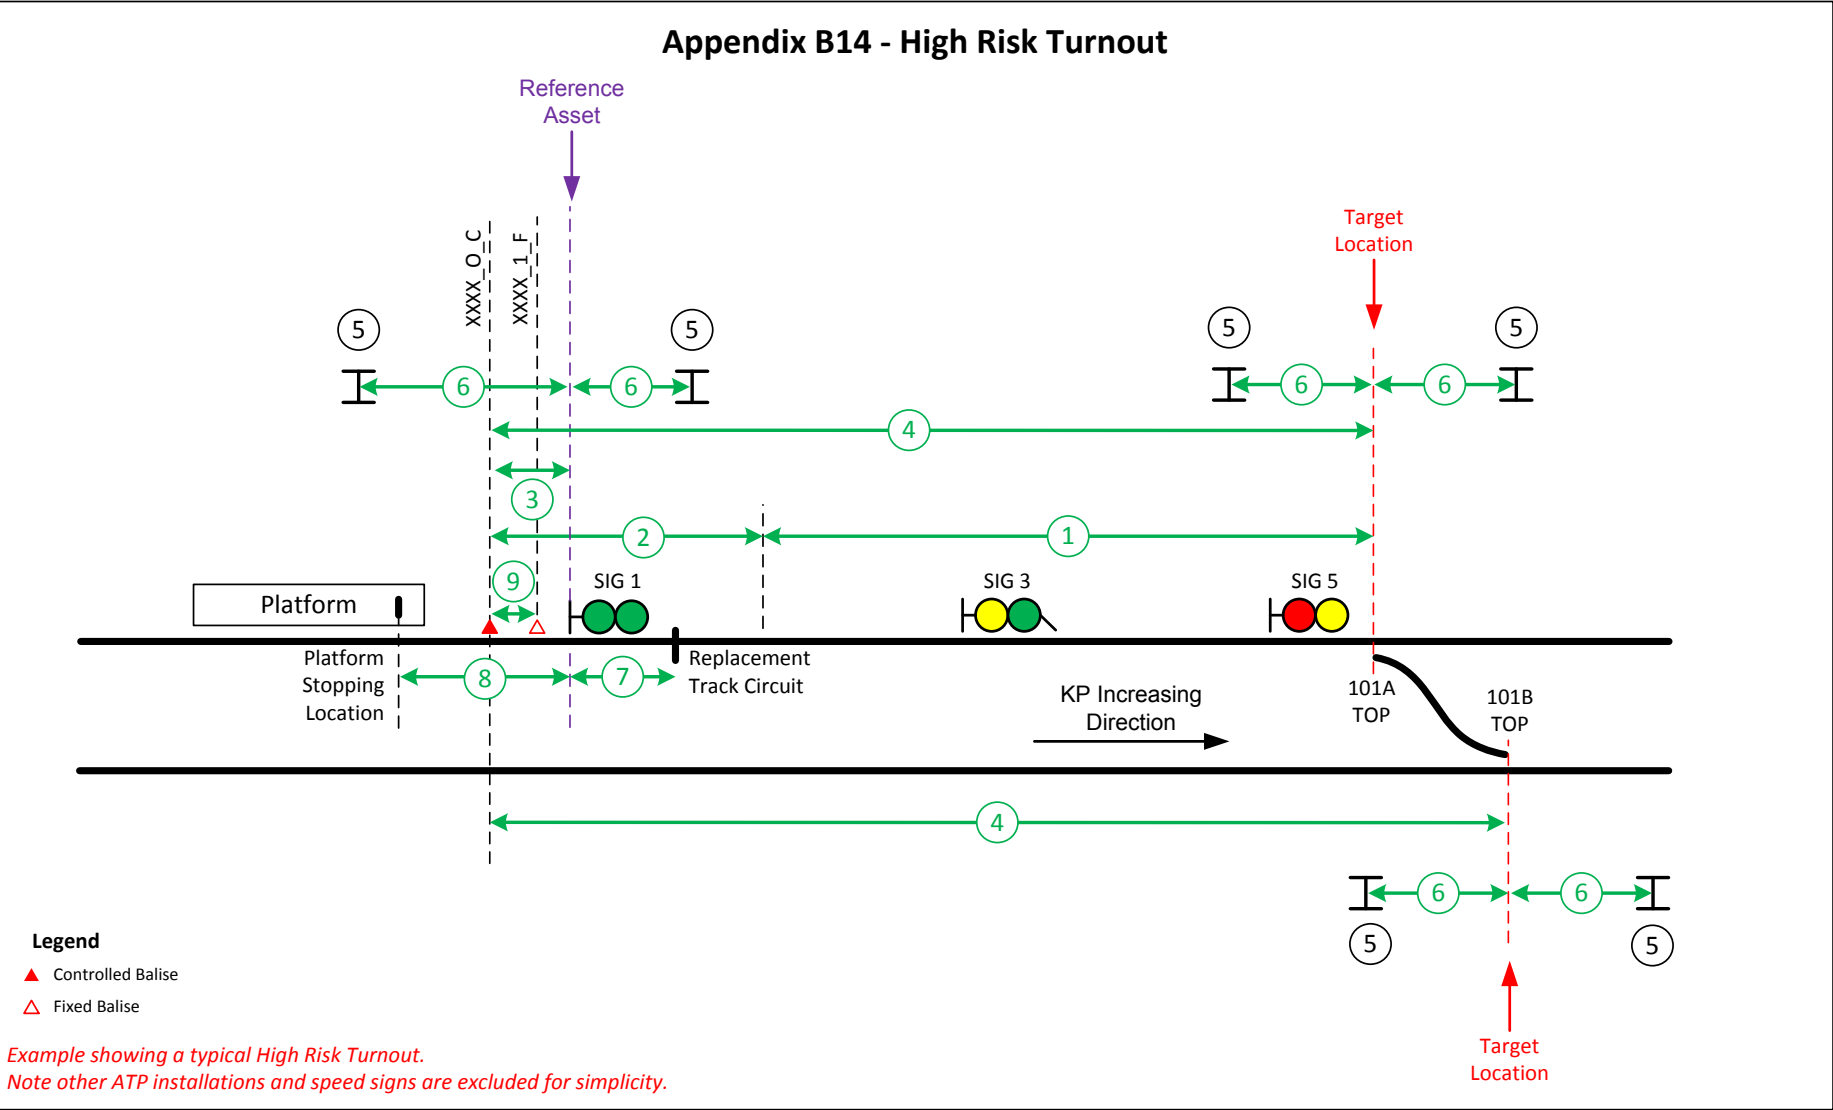 Appendix B14 - High Risk Turnout
Reference
Asset
XXXX_O_C
XXXX_1_F
Target
Location
5
5
5
5
6
6
6
6
4
3
2
1
9
SIG 1
SIG 3
SIG 5
Platform
Platform
Stopping
Location
8
7
Replacement
Track Circuit
KP Increasing
Direction
101A
TOP
101B
TOP
4
6
6
5
5
Legend
Controlled Balise
Fixed Balise
Target
Location
Example showing a typical High Risk Turnout.
Note other ATP installations and speed signs are excluded for simplicity.